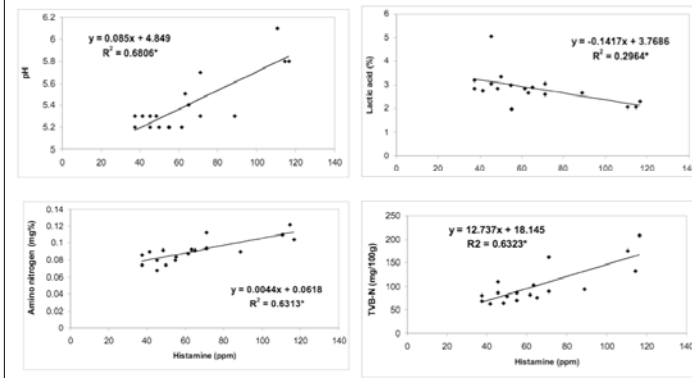 6.2
6
5.8
5.6
5.4
5.2
5
pH
y = 0.085x + 4.849
R² = 0.6806*
0 20 40 60 80 100 120 140
6
5
4
3
2
1
0
Lactic acid (%)
y = -0.1417x + 3.7686
R² = 0.2964*
0 20 40 60 80 100 120 140
0.14
0.12
0.1
0.08
0.06
0.04
0.02
0
Amino nitrogen (mg%)
y = 0.0044x + 0.0618
R² = 0.6313*
0 20 40 60 80 100 120 140
Histamine (ppm)
250
200
150
100
50
0
TVB-N (mg/100g)
y = 12.737x + 18.145
R2 = 0.6323*
0 20 40 60 80 100 120 140
Histamine (ppm)